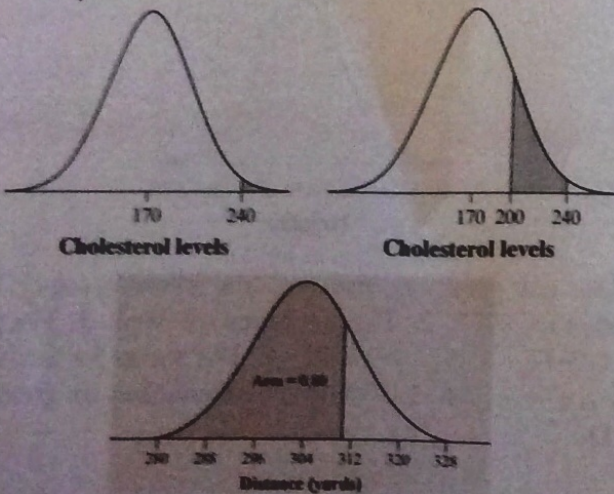 170 240
Cholesterol levels
170 200 240
Cholesterol levels
Area = 0.80
280 288 296 304 312 320 328
Distance (yards)